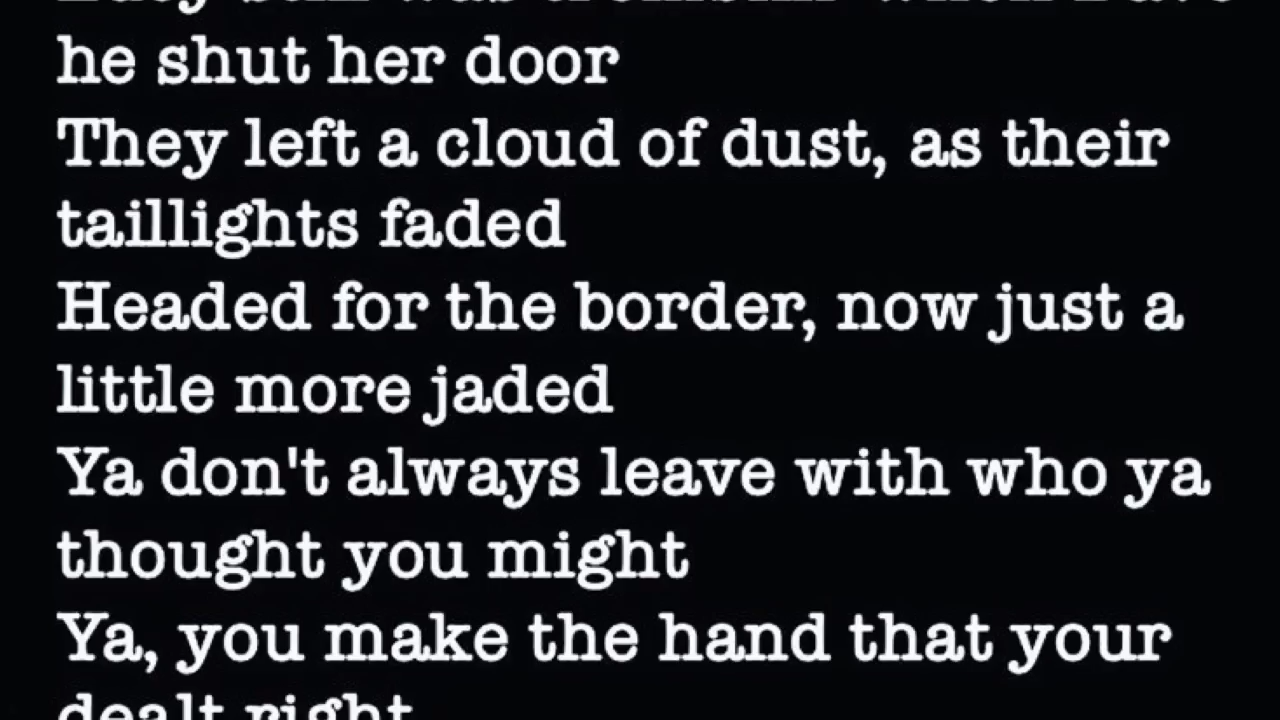 he shut her door
They left a cloud of dust, as their
taillights faded
Headed for the border, now just a
little more jaded
Ya don't always leave with who ya
thought you might
Ya, you make the hand that your
dealt right